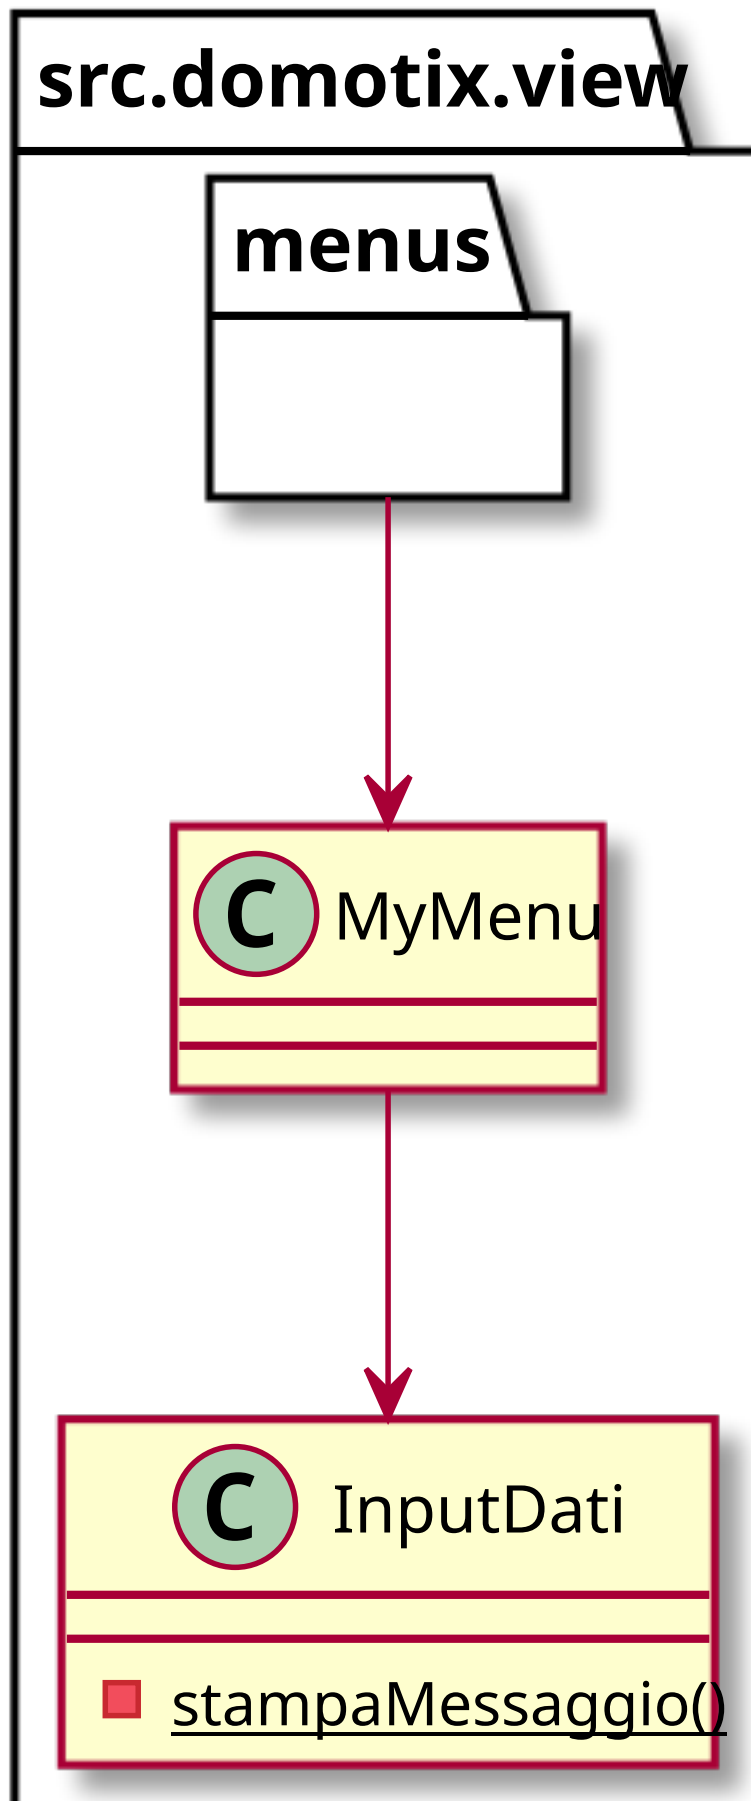 src.domotix.view
menus
C MyMenu
C InputDati
stampaMessaggio()